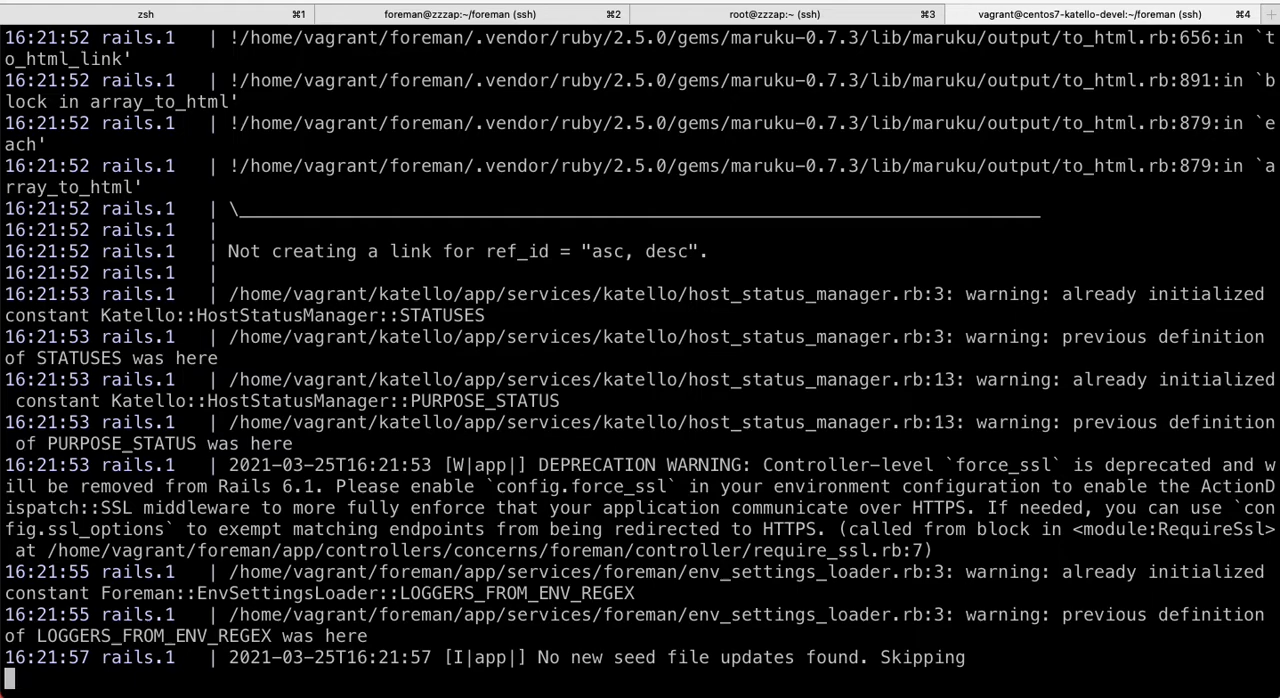 zsh ⌘1 foreman@zzzap:~/foreman (ssh) ⌘2 root@zzzap:~ (ssh) ⌘3 vagrant@centos7-katello-devel:~/foreman (ssh) ⌘4 +
16:21:52 rails.1   | !/home/vagrant/foreman/.vendor/ruby/2.5.0/gems/maruku-0.7.3/lib/maruku/output/to_html.rb:656:in `t
o_html_link'
16:21:52 rails.1   | !/home/vagrant/foreman/.vendor/ruby/2.5.0/gems/maruku-0.7.3/lib/maruku/output/to_html.rb:891:in `b
lock in array_to_html'
16:21:52 rails.1   | !/home/vagrant/foreman/.vendor/ruby/2.5.0/gems/maruku-0.7.3/lib/maruku/output/to_html.rb:879:in `e
ach'
16:21:52 rails.1   | !/home/vagrant/foreman/.vendor/ruby/2.5.0/gems/maruku-0.7.3/lib/maruku/output/to_html.rb:879:in `a
rray_to_html'
16:21:52 rails.1   | \___________________________________________________________________________
16:21:52 rails.1   |
16:21:52 rails.1   | Not creating a link for ref_id = "asc, desc".
16:21:52 rails.1   |
16:21:53 rails.1   | /home/vagrant/katello/app/services/katello/host_status_manager.rb:3: warning: already initialized
constant Katello::HostStatusManager::STATUSES
16:21:53 rails.1   | /home/vagrant/katello/app/services/katello/host_status_manager.rb:3: warning: previous definition
of STATUSES was here
16:21:53 rails.1   | /home/vagrant/katello/app/services/katello/host_status_manager.rb:13: warning: already initialized
 constant Katello::HostStatusManager::PURPOSE_STATUS
16:21:53 rails.1   | /home/vagrant/katello/app/services/katello/host_status_manager.rb:13: warning: previous definition
 of PURPOSE_STATUS was here
16:21:53 rails.1   | 2021-03-25T16:21:53 [W|app|] DEPRECATION WARNING: Controller-level `force_ssl` is deprecated and w
ill be removed from Rails 6.1. Please enable `config.force_ssl` in your environment configuration to enable the ActionD
ispatch::SSL middleware to more fully enforce that your application communicate over HTTPS. If needed, you can use `con
fig.ssl_options` to exempt matching endpoints from being redirected to HTTPS. (called from block in <module:RequireSsl>
 at /home/vagrant/foreman/app/controllers/concerns/foreman/controller/require_ssl.rb:7)
16:21:55 rails.1   | /home/vagrant/foreman/app/services/foreman/env_settings_loader.rb:3: warning: already initialized
constant Foreman::EnvSettingsLoader::LOGGERS_FROM_ENV_REGEX
16:21:55 rails.1   | /home/vagrant/foreman/app/services/foreman/env_settings_loader.rb:3: warning: previous definition
of LOGGERS_FROM_ENV_REGEX was here
16:21:57 rails.1   | 2021-03-25T16:21:57 [I|app|] No new seed file updates found. Skipping